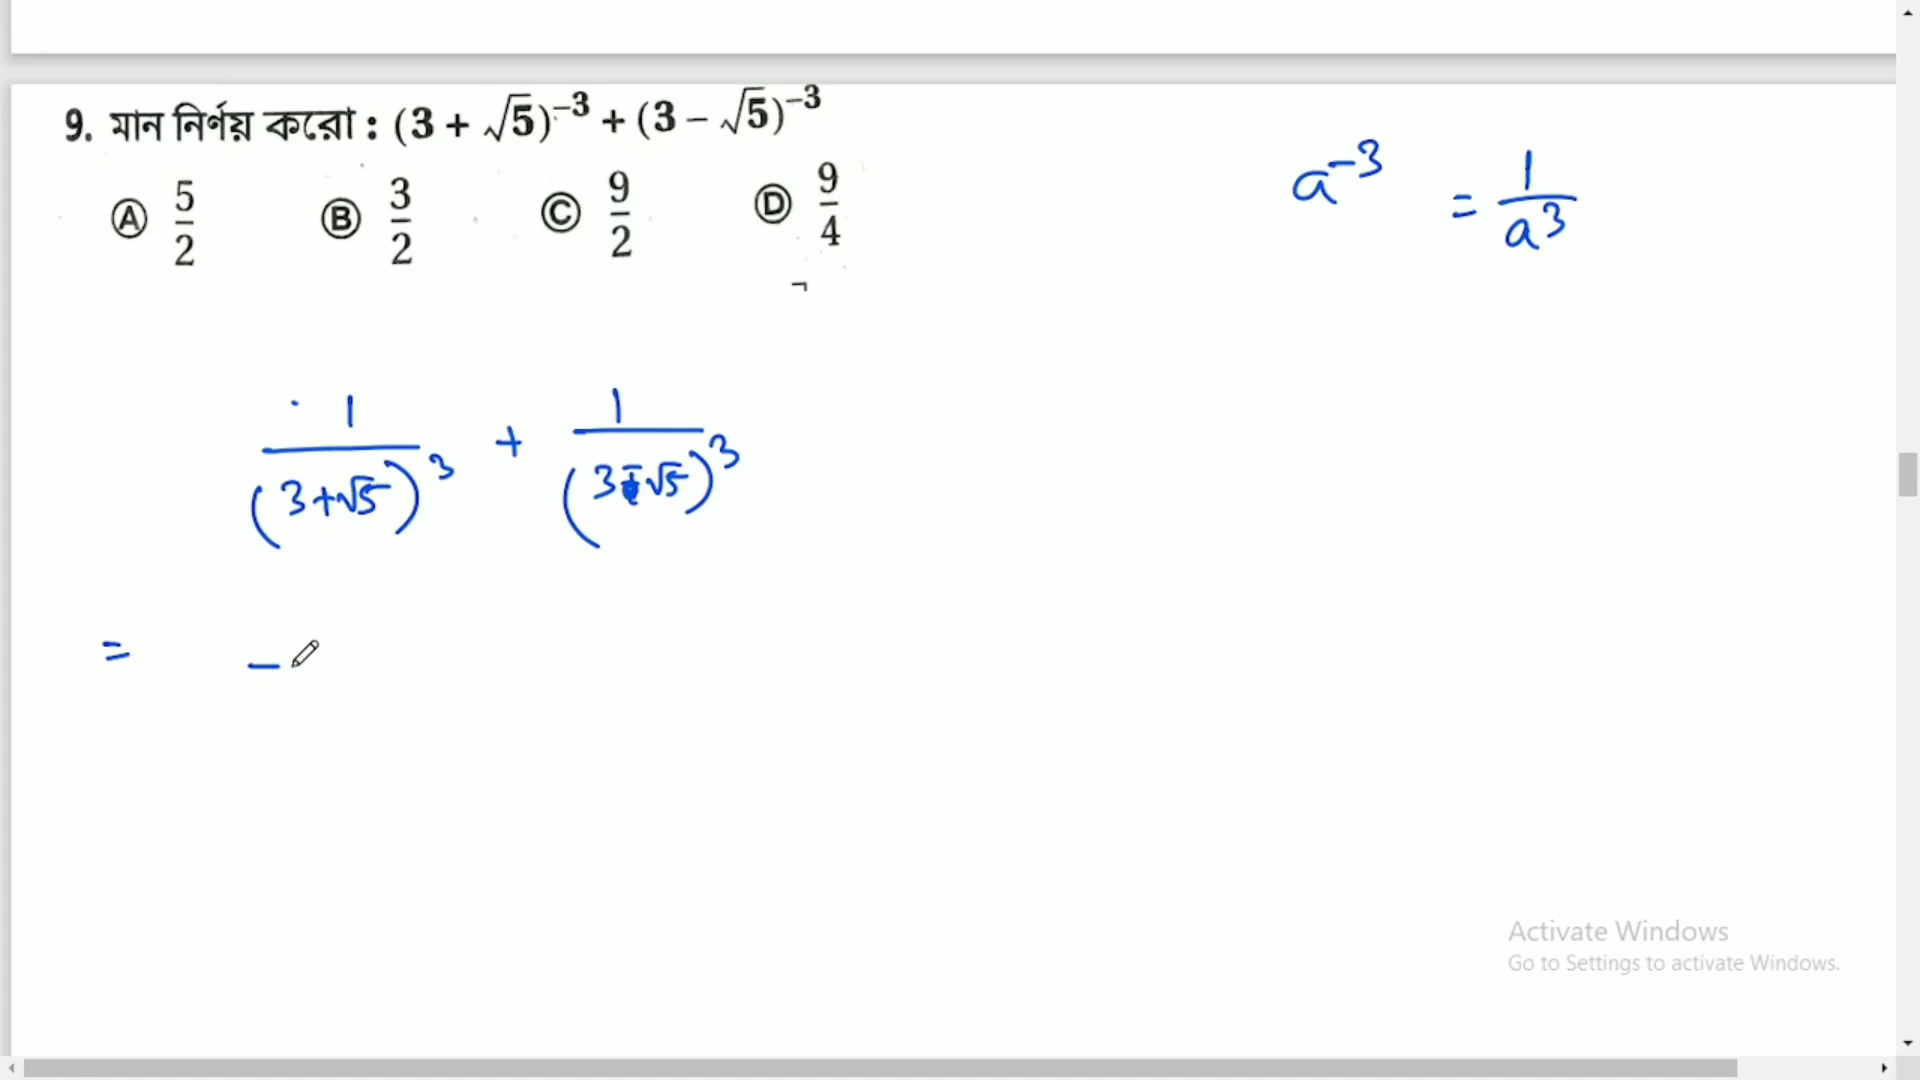 9. মান নির্ণয় করো : (3 + √5)⁻³ + (3 − √5)⁻³
Ⓐ 5/2 Ⓑ 3/2 Ⓒ 9/2 Ⓓ 9/4
a⁻³ = 1/a³
1/(3+√5)³ + 1/(3-√5)³
= –
Activate Windows
Go to Settings to activate Windows.